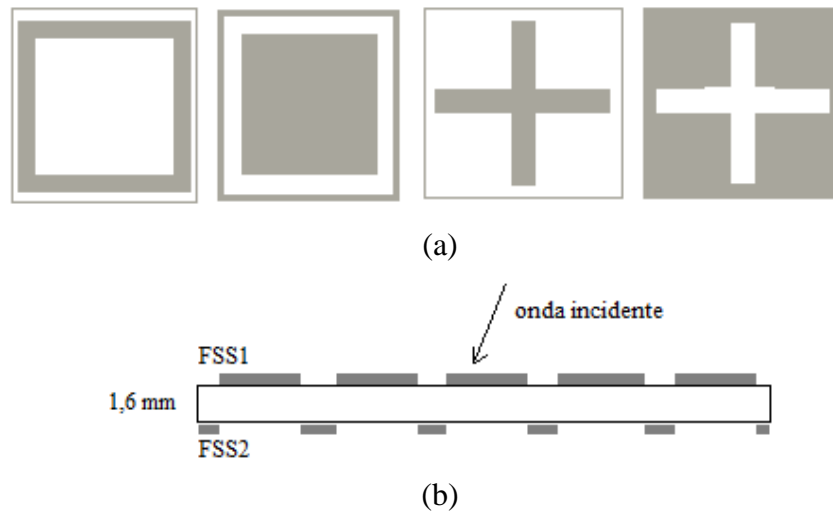 (a)
onda incidente
FSS1
1,6 mm
FSS2
(b)